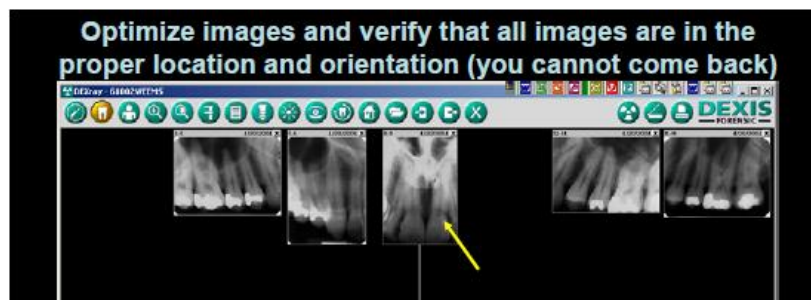 Optimize images and verify that all images are in the
proper location and orientation (you cannot come back)
DEXIS
FORENSIC